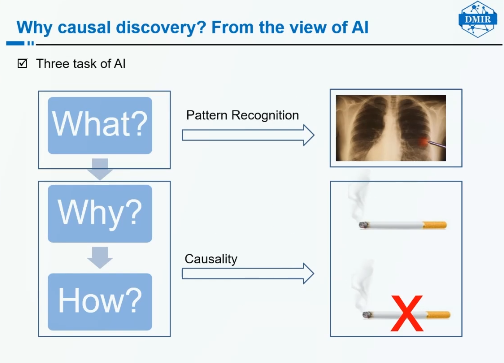 Why causal discovery? From the view of AI
DMIR
☑ Three task of AI
What?
Pattern Recognition
Why?
Causality
How?
X